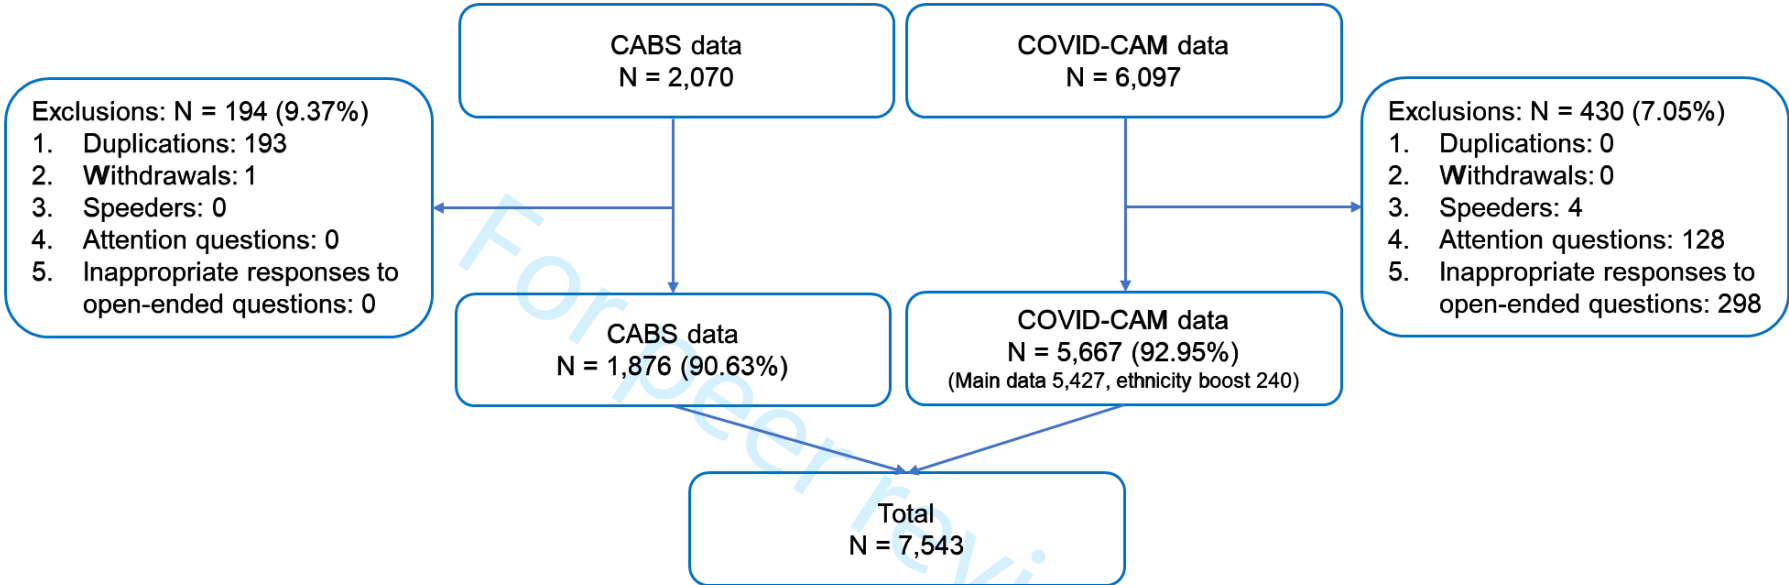 CABS data
N = 2,070
COVID-CAM data
N = 6,097
Exclusions: N = 194 (9.37%)
1. Duplications: 193
2. Withdrawals: 1
3. Speeders: 0
4. Attention questions: 0
5. Inappropriate responses to
open-ended questions: 0
Exclusions: N = 430 (7.05%)
1. Duplications: 0
2. Withdrawals: 0
3. Speeders: 4
4. Attention questions: 128
5. Inappropriate responses to
open-ended questions: 298
CABS data
N = 1,876 (90.63%)
COVID-CAM data
N = 5,667 (92.95%)
(Main data 5,427, ethnicity boost 240)
Total
N = 7,543
For peer revi